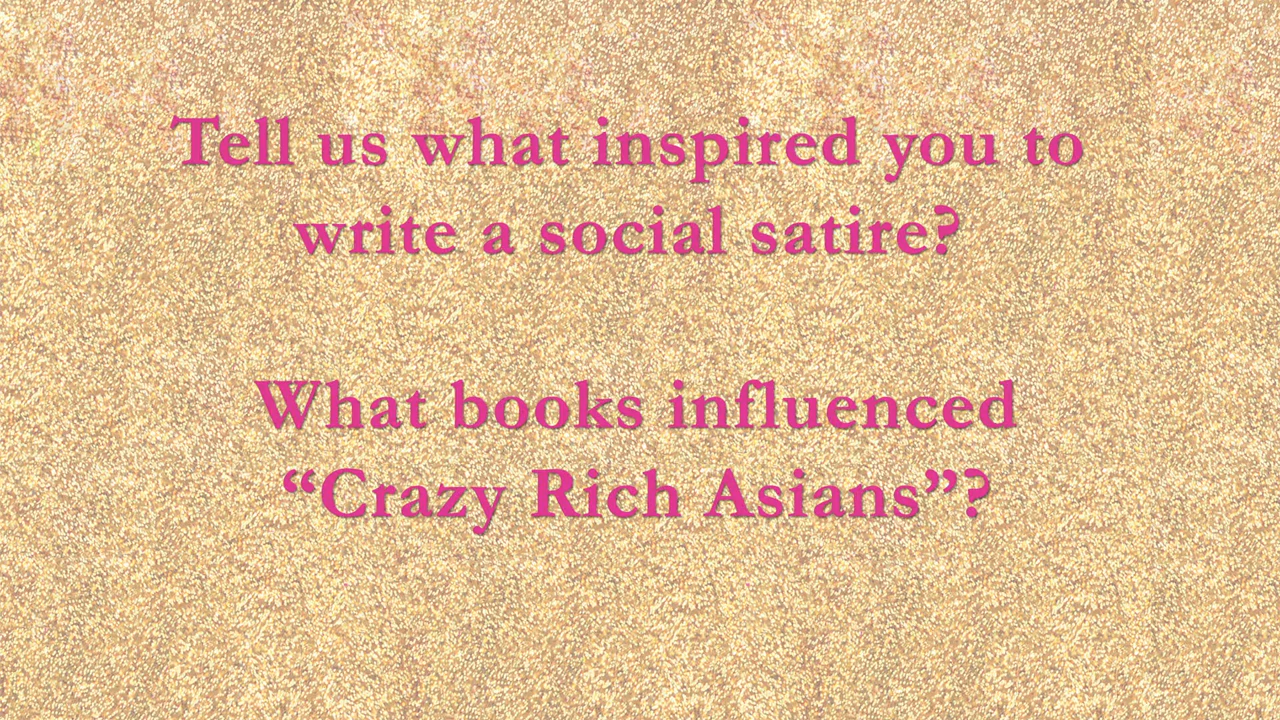 Tell us what inspired you to
write a social satire?
What books influenced
“Crazy Rich Asians”?